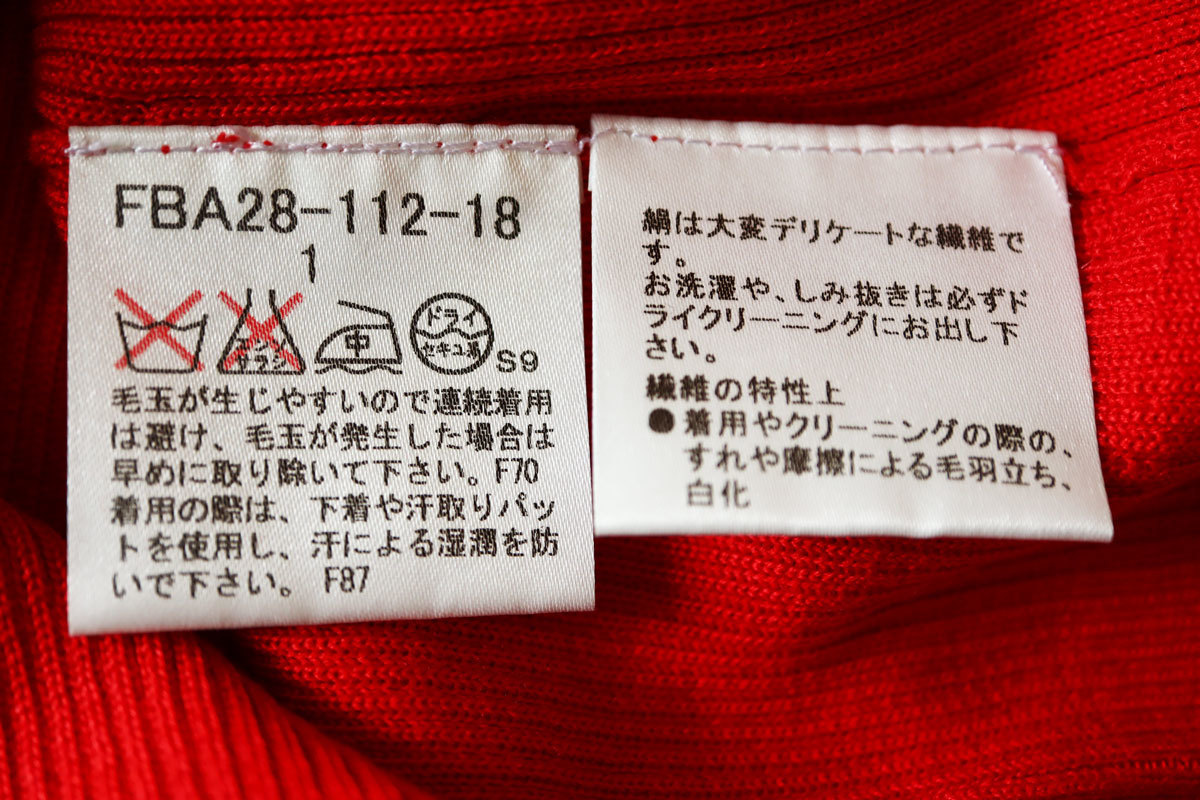 FBA28-112-18
1
エンソ
サラシ
中
ドライ
セキユ系
S9
毛玉が生じやすいので連続着用
は避け、毛玉が発生した場合は
早めに取り除いて下さい。F70
着用の際は、下着や汗取りパッ
トを使用し、汗による湿潤を防
いで下さい。 F87
絹は大変デリケートな繊維で
す。
お洗濯や、しみ抜きは必ずド
ライクリーニングにお出し下
さい。
繊維の特性上
●着用やクリーニングの際の、
すれや摩擦による毛羽立ち、
白化